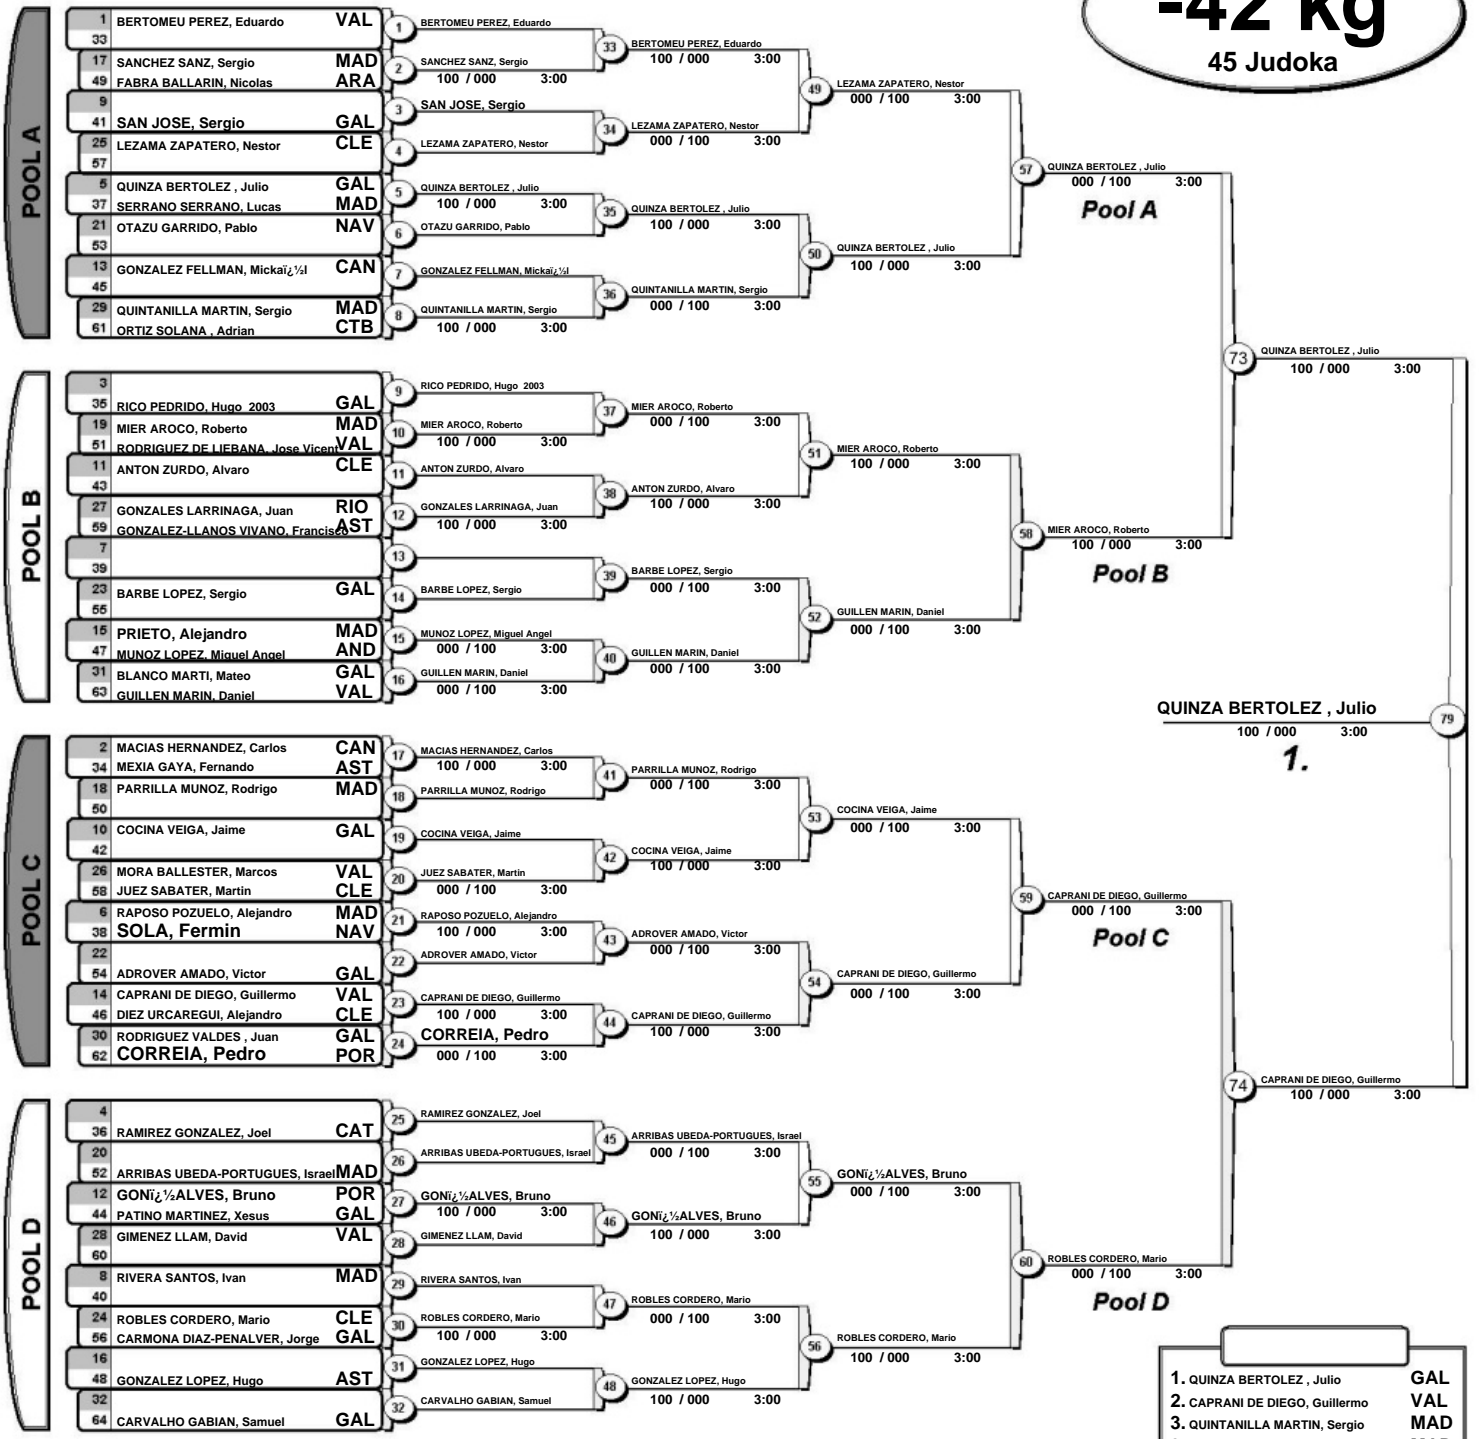 -42 kg
45 Judoka
POOL A
1 BERTOMEU PEREZ, Eduardo VAL
33
17 SANCHEZ SANZ, Sergio MAD
49 FABRA BALLARIN, Nicolas ARA
9
41 SAN JOSE, Sergio GAL
25 LEZAMA ZAPATERO, Nestor CLE
57
5 QUINZA BERTOLEZ , Julio GAL
37 SERRANO SERRANO, Lucas MAD
21 OTAZU GARRIDO, Pablo NAV
53
13 GONZALEZ FELLMAN, Mickaï¿½l CAN
45
29 QUINTANILLA MARTIN, Sergio MAD
61 ORTIZ SOLANA , Adrian CTB
1 BERTOMEU PEREZ, Eduardo
2 SANCHEZ SANZ, Sergio
100 / 000 3:00
3 SAN JOSE, Sergio
4 LEZAMA ZAPATERO, Nestor
5 QUINZA BERTOLEZ , Julio
100 / 000 3:00
6 OTAZU GARRIDO, Pablo
7 GONZALEZ FELLMAN, Mickaï¿½l
8 QUINTANILLA MARTIN, Sergio
100 / 000 3:00
33 BERTOMEU PEREZ, Eduardo
100 / 000 3:00
34 LEZAMA ZAPATERO, Nestor
000 / 100 3:00
35 QUINZA BERTOLEZ , Julio
100 / 000 3:00
36 QUINTANILLA MARTIN, Sergio
000 / 100 3:00
49 LEZAMA ZAPATERO, Nestor
000 / 100 3:00
50 QUINZA BERTOLEZ , Julio
100 / 000 3:00
57 QUINZA BERTOLEZ , Julio
000 / 100 3:00
Pool A
POOL B
3
35 RICO PEDRIDO, Hugo 2003 GAL
19 MIER AROCO, Roberto MAD
51 RODRIGUEZ DE LIEBANA, Jose Vicent VAL
11 ANTON ZURDO, Alvaro CLE
43
27 GONZALES LARRINAGA, Juan RIO
59 GONZALEZ-LLANOS VIVANO, Francisco AST
7
39
23 BARBE LOPEZ, Sergio GAL
55
15 PRIETO, Alejandro MAD
47 MUNOZ LOPEZ, Miguel Angel AND
31 BLANCO MARTI, Mateo GAL
63 GUILLEN MARIN, Daniel VAL
9 RICO PEDRIDO, Hugo 2003
10 MIER AROCO, Roberto
100 / 000 3:00
11 ANTON ZURDO, Alvaro
12 GONZALES LARRINAGA, Juan
100 / 000 3:00
13
14 BARBE LOPEZ, Sergio
15 MUNOZ LOPEZ, Miguel Angel
000 / 100 3:00
16 GUILLEN MARIN, Daniel
000 / 100 3:00
37 MIER AROCO, Roberto
000 / 100 3:00
38 ANTON ZURDO, Alvaro
100 / 000 3:00
39 BARBE LOPEZ, Sergio
000 / 100 3:00
40 GUILLEN MARIN, Daniel
000 / 100 3:00
51 MIER AROCO, Roberto
100 / 000 3:00
52 GUILLEN MARIN, Daniel
000 / 100 3:00
58 MIER AROCO, Roberto
100 / 000 3:00
Pool B
73 QUINZA BERTOLEZ , Julio
100 / 000 3:00
QUINZA BERTOLEZ , Julio 79
100 / 000 3:00
1.
POOL C
2 MACIAS HERNANDEZ, Carlos CAN
34 MEXIA GAYA, Fernando AST
18 PARRILLA MUNOZ, Rodrigo MAD
50
10 COCINA VEIGA, Jaime GAL
42
26 MORA BALLESTER, Marcos VAL
58 JUEZ SABATER, Martin CLE
6 RAPOSO POZUELO, Alejandro MAD
38 SOLA, Fermin NAV
22
54 ADROVER AMADO, Victor GAL
14 CAPRANI DE DIEGO, Guillermo VAL
46 DIEZ URCAREGUI, Alejandro CLE
30 RODRIGUEZ VALDES , Juan GAL
62 CORREIA, Pedro POR
17 MACIAS HERNANDEZ, Carlos
100 / 000 3:00
18 PARRILLA MUNOZ, Rodrigo
19 COCINA VEIGA, Jaime
20 JUEZ SABATER, Martin
000 / 100 3:00
21 RAPOSO POZUELO, Alejandro
100 / 000 3:00
22 ADROVER AMADO, Victor
23 CAPRANI DE DIEGO, Guillermo
100 / 000 3:00
24 CORREIA, Pedro
000 / 100 3:00
41 PARRILLA MUNOZ, Rodrigo
000 / 100 3:00
42 COCINA VEIGA, Jaime
100 / 000 3:00
43 ADROVER AMADO, Victor
000 / 100 3:00
44 CAPRANI DE DIEGO, Guillermo
100 / 000 3:00
53 COCINA VEIGA, Jaime
000 / 100 3:00
54 CAPRANI DE DIEGO, Guillermo
000 / 100 3:00
59 CAPRANI DE DIEGO, Guillermo
000 / 100 3:00
Pool C
74 CAPRANI DE DIEGO, Guillermo
100 / 000 3:00
POOL D
4
36 RAMIREZ GONZALEZ, Joel CAT
20
52 ARRIBAS UBEDA-PORTUGUES, Israel MAD
12 GONï¿½ALVES, Bruno POR
44 PATINO MARTINEZ, Xesus GAL
28 GIMENEZ LLAM, David VAL
60
8 RIVERA SANTOS, Ivan MAD
40
24 ROBLES CORDERO, Mario CLE
56 CARMONA DIAZ-PENALVER, Jorge GAL
16
48 GONZALEZ LOPEZ, Hugo AST
32
64 CARVALHO GABIAN, Samuel GAL
25 RAMIREZ GONZALEZ, Joel
26 ARRIBAS UBEDA-PORTUGUES, Israel
27 GONï¿½ALVES, Bruno
100 / 000 3:00
28 GIMENEZ LLAM, David
29 RIVERA SANTOS, Ivan
30 ROBLES CORDERO, Mario
100 / 000 3:00
31 GONZALEZ LOPEZ, Hugo
32 CARVALHO GABIAN, Samuel
45 ARRIBAS UBEDA-PORTUGUES, Israel
000 / 100 3:00
46 GONï¿½ALVES, Bruno
100 / 000 3:00
47 ROBLES CORDERO, Mario
000 / 100 3:00
48 GONZALEZ LOPEZ, Hugo
100 / 000 3:00
55 GONï¿½ALVES, Bruno
000 / 100 3:00
56 ROBLES CORDERO, Mario
100 / 000 3:00
60 ROBLES CORDERO, Mario
000 / 100 3:00
Pool D
1. QUINZA BERTOLEZ , Julio GAL
2. CAPRANI DE DIEGO, Guillermo VAL
3. QUINTANILLA MARTIN, Sergio MAD